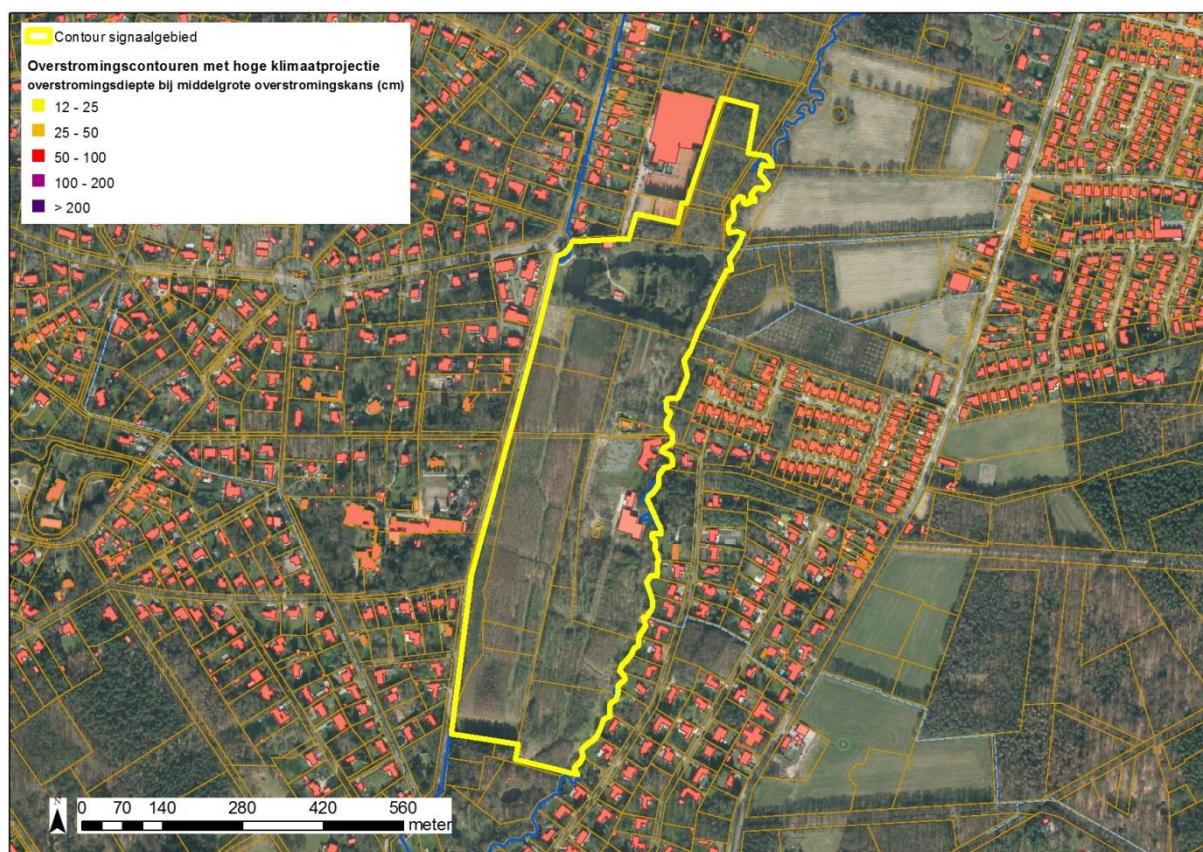 Contour signaalgebied
Overstromingscontouren met hoge klimaatprojectie
overstromingsdiepte bij middelgrote overstromingskans (cm)
12 - 25
25 - 50
50 - 100
100 - 200
> 200
N
0 70 140 280 420 560
meter